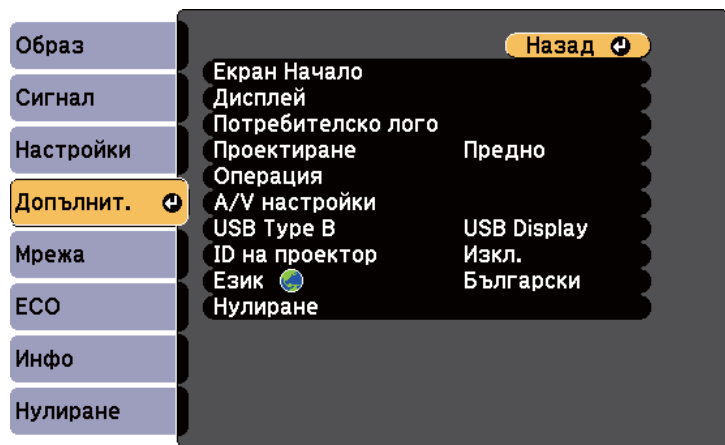 Образ
Сигнал
Настройки
Допълнит.
Мрежа
ECO
Инфо
Нулиране
Назад
Екран Начало
Дисплей
Потребителско лого
Проектиране Предно
Операция
A/V настройки
USB Type B USB Display
ID на проектор Изкл.
Език Български
Нулиране